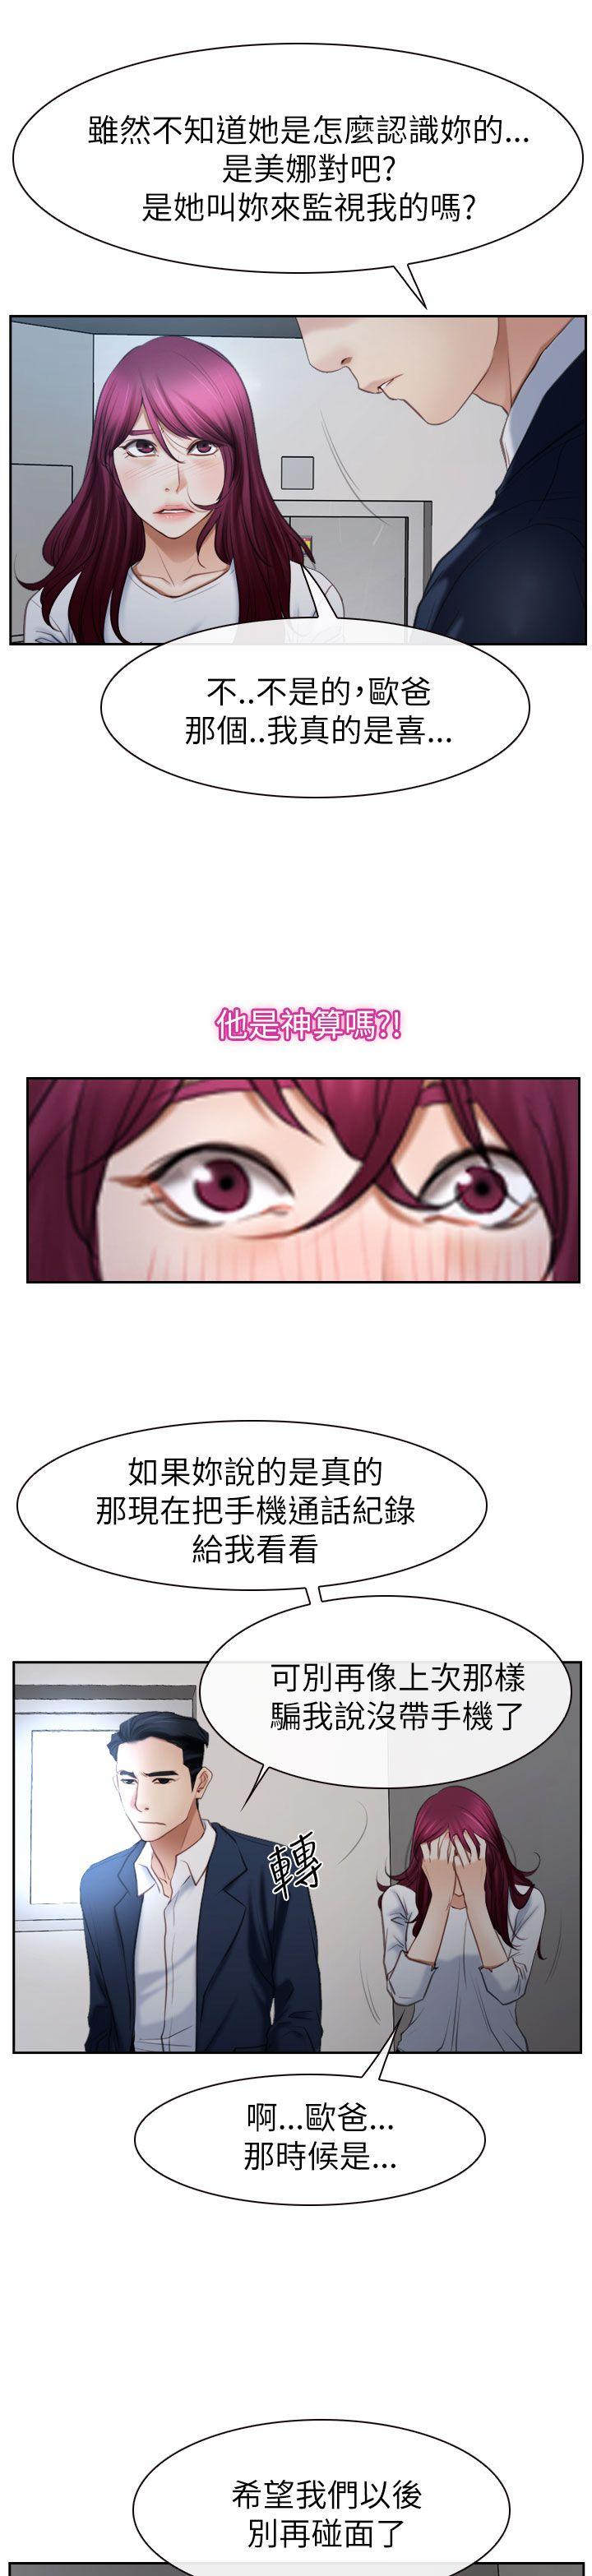 雖然不知道她是怎麼認識妳的...
是美娜對吧?
是她叫妳來監視我的嗎?
不..不是的,歐爸
那個..我真的是喜...
他是神算嗎?!
如果妳說的是真的
那現在把手機通話紀錄
給我看看
可別再像上次那樣
騙我說沒帶手機了
轉
啊...歐爸...
那時候是...
希望我們以後
別再碰面了